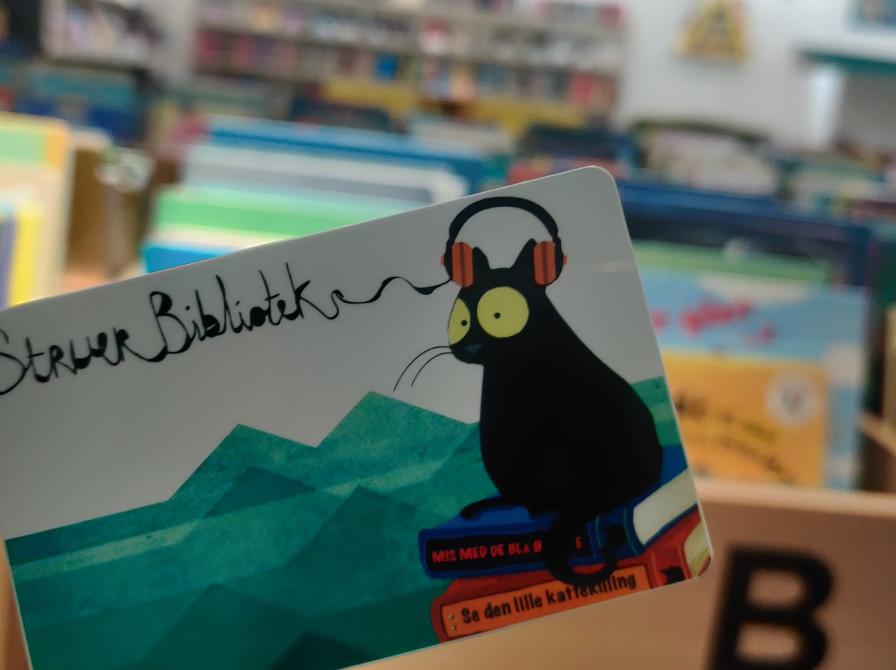 Struer Bibliotek
MIS MED DE BLÅ Ø E
Se den lille kattekilling
B